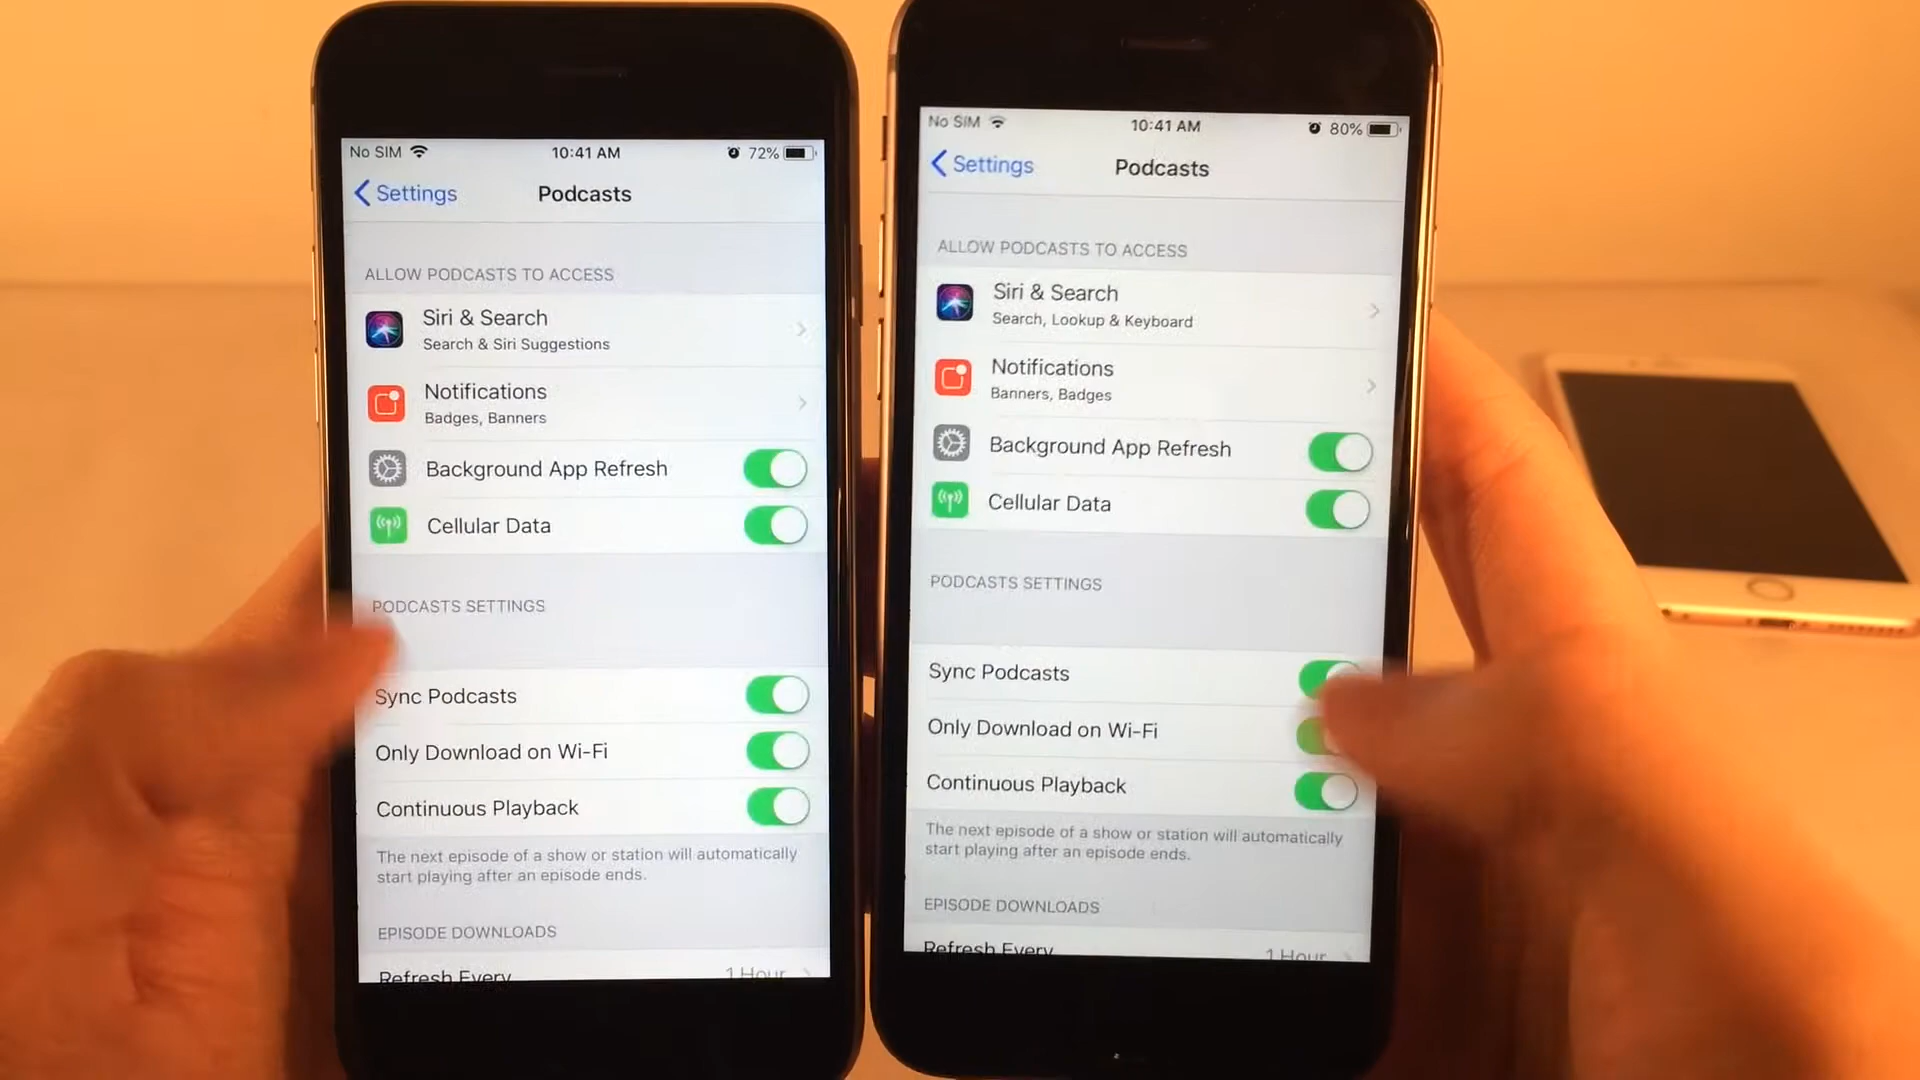 No SIM 10:41 AM 72%
Settings Podcasts
ALLOW PODCASTS TO ACCESS
Siri & Search
Search & Siri Suggestions
Notifications
Badges, Banners
Background App Refresh
Cellular Data
PODCASTS SETTINGS
Sync Podcasts
Only Download on Wi-Fi
Continuous Playback
The next episode of a show or station will automatically
start playing after an episode ends.
EPISODE DOWNLOADS
Refresh Every 1 Hour
No SIM 10:41 AM 80%
Settings Podcasts
ALLOW PODCASTS TO ACCESS
Siri & Search
Search, Lookup & Keyboard
Notifications
Banners, Badges
Background App Refresh
Cellular Data
PODCASTS SETTINGS
Sync Podcasts
Only Download on Wi-Fi
Continuous Playback
The next episode of a show or station will automatically
start playing after an episode ends.
EPISODE DOWNLOADS
Refresh Every 1 Hour